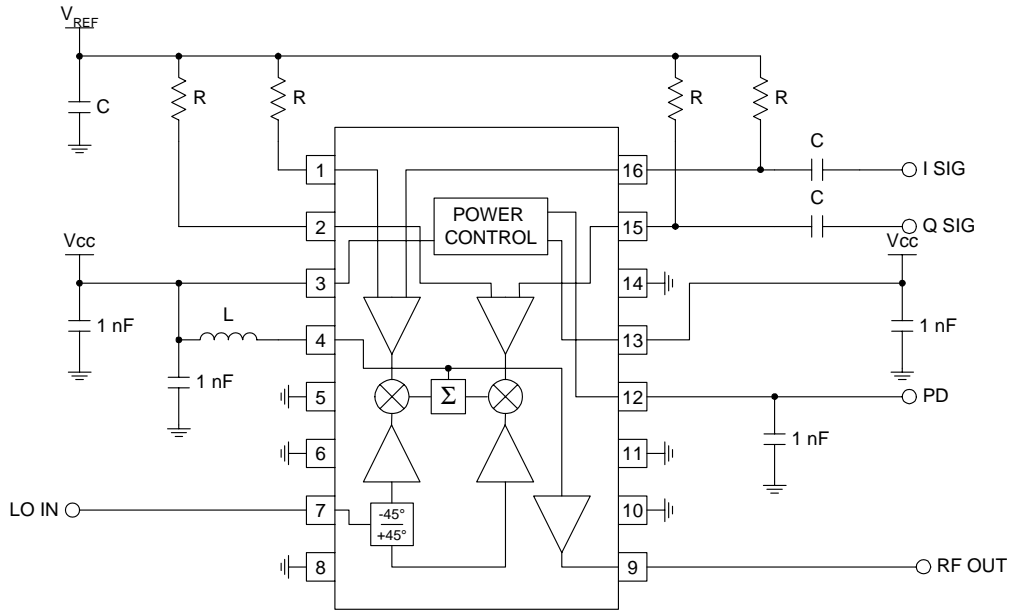 VREF
C
R
R
R
R
1
2
3
4
5
6
7
8
16
15
14
13
12
11
10
9
POWER
CONTROL
C
I SIG
C
Q SIG
Vcc
1 nF
L
1 nF
Vcc
1 nF
Σ
PD
1 nF
LO IN
-45°
+45°
RF OUT